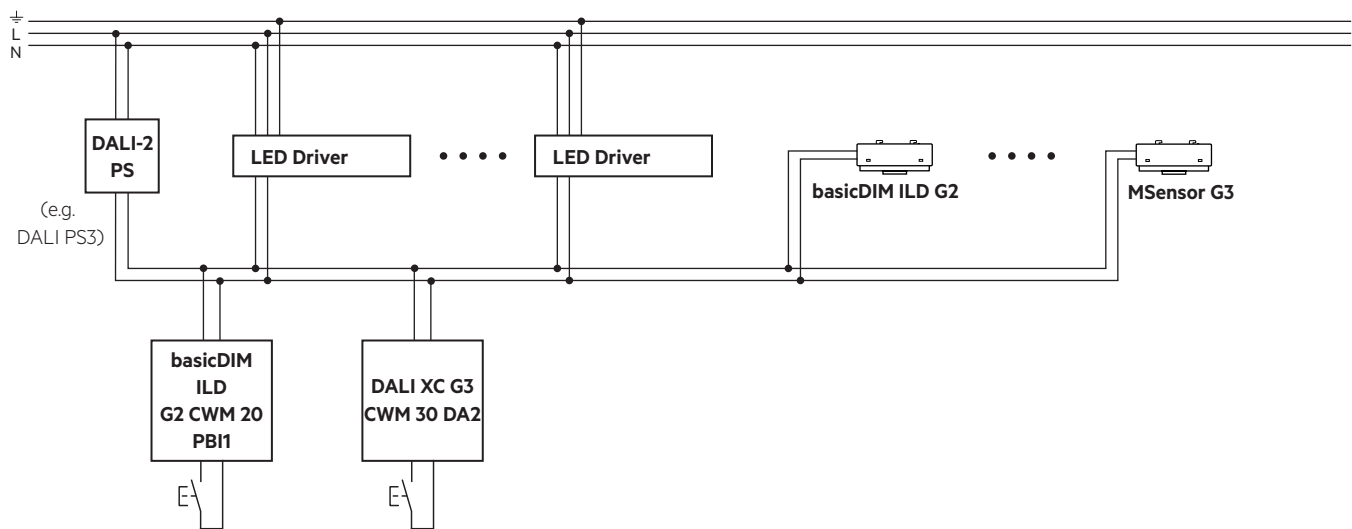 L
N
DALI-2
PS
(e.g.
DALI PS3)
LED Driver
LED Driver
basicDIM ILD G2
MSensor G3
basicDIM
ILD
G2 CWM 20
PBI1
DALI XC G3
CWM 30 DA2